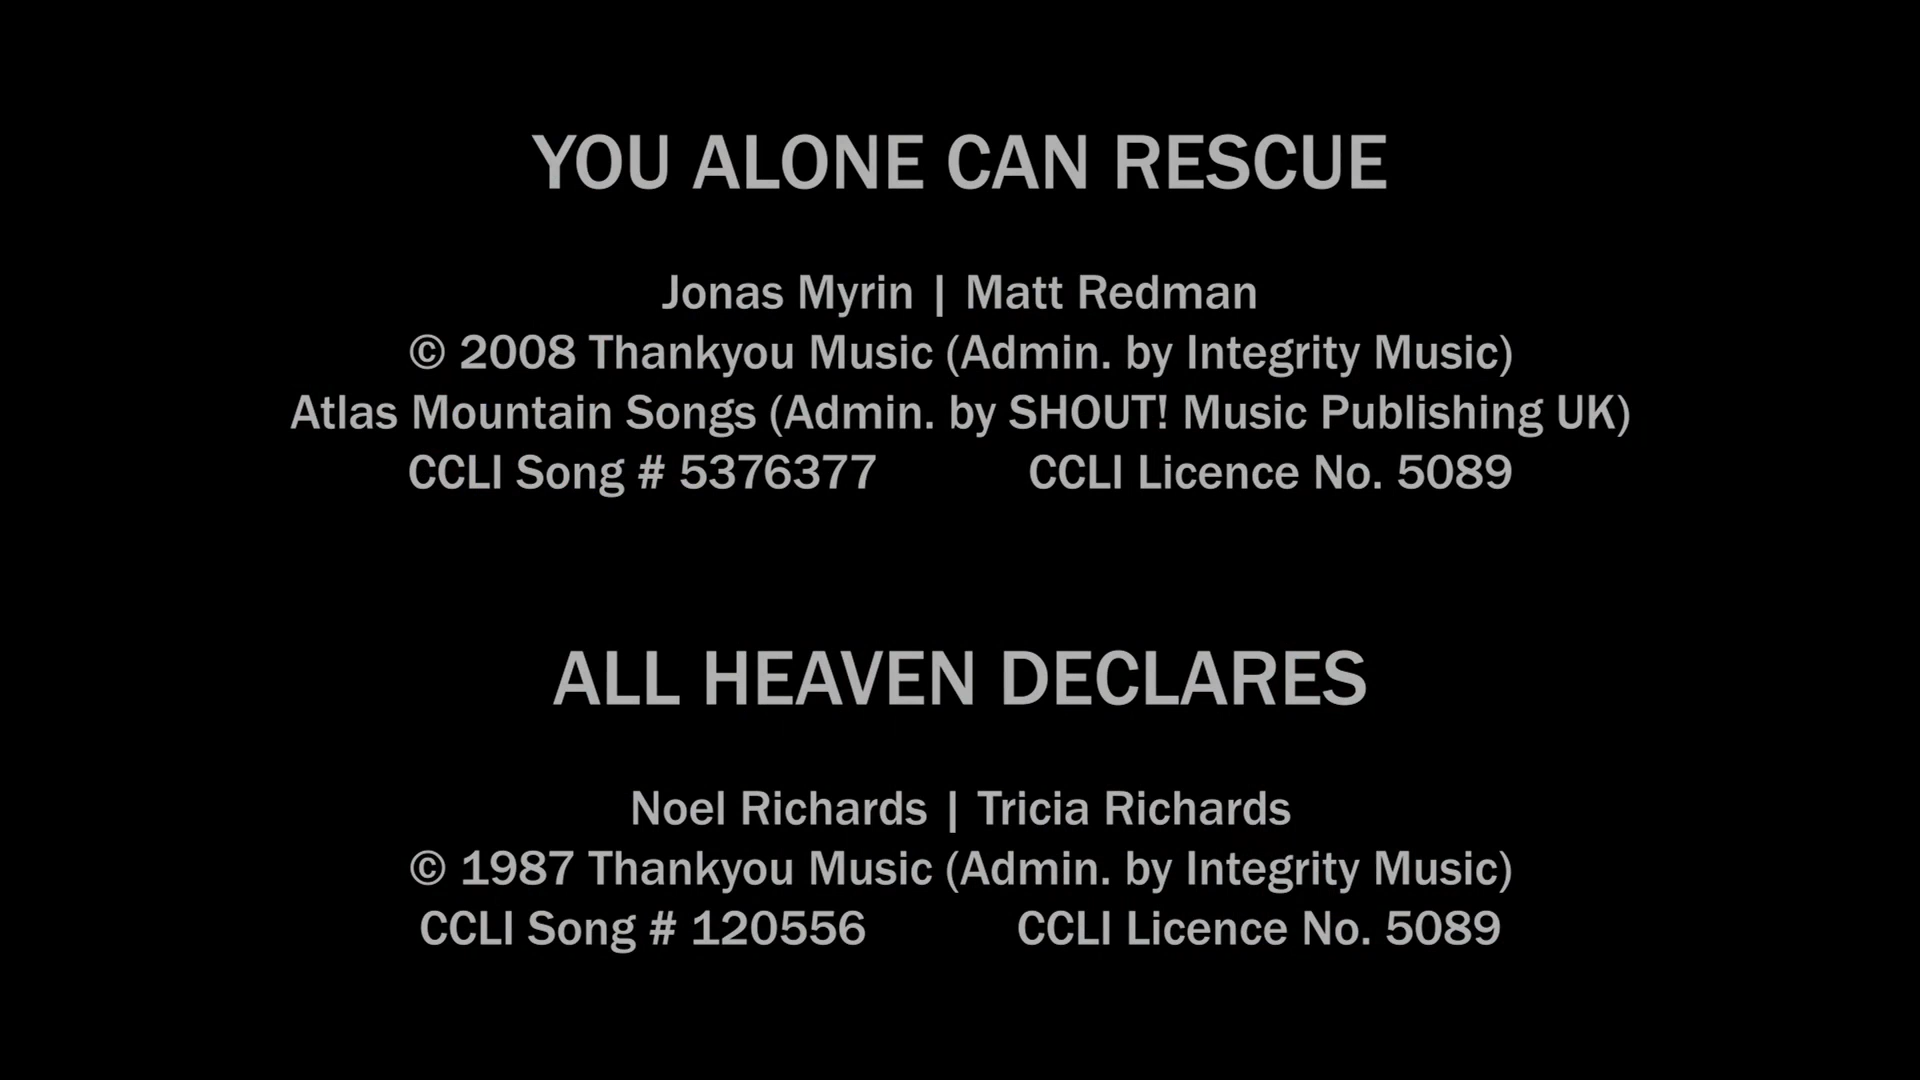 YOU ALONE CAN RESCUE
Jonas Myrin | Matt Redman
© 2008 Thankyou Music (Admin. by Integrity Music)
Atlas Mountain Songs (Admin. by SHOUT! Music Publishing UK)
CCLI Song # 5376377 CCLI Licence No. 5089
ALL HEAVEN DECLARES
Noel Richards | Tricia Richards
© 1987 Thankyou Music (Admin. by Integrity Music)
CCLI Song # 120556 CCLI Licence No. 5089